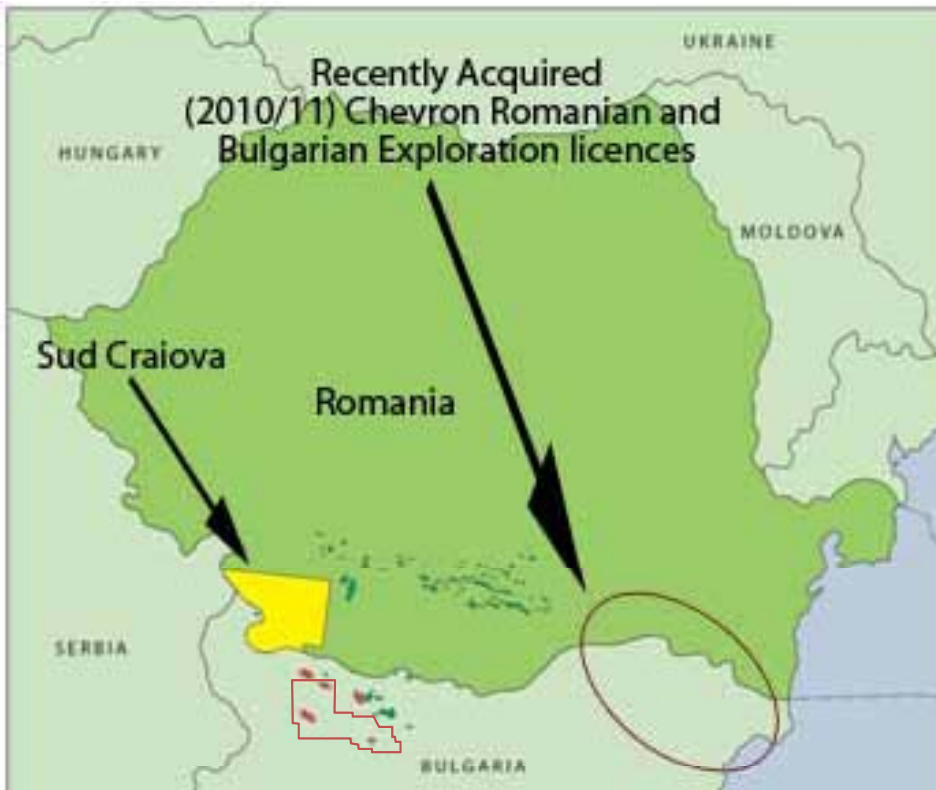 UKRAINE
Recently Acquired
(2010/11) Chevron Romanian and
Bulgarian Exploration licences
HUNGARY
MOLDOVA
Sud Craiova
Romania
SERBIA
BULGARIA